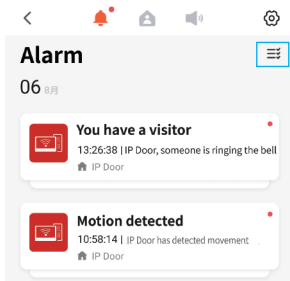 Alarm
06 8月
You have a visitor
13:26:38 | IP Door, someone is ringing the bell
IP Door
Motion detected
10:58:14 | IP Door has detected movement
IP Door